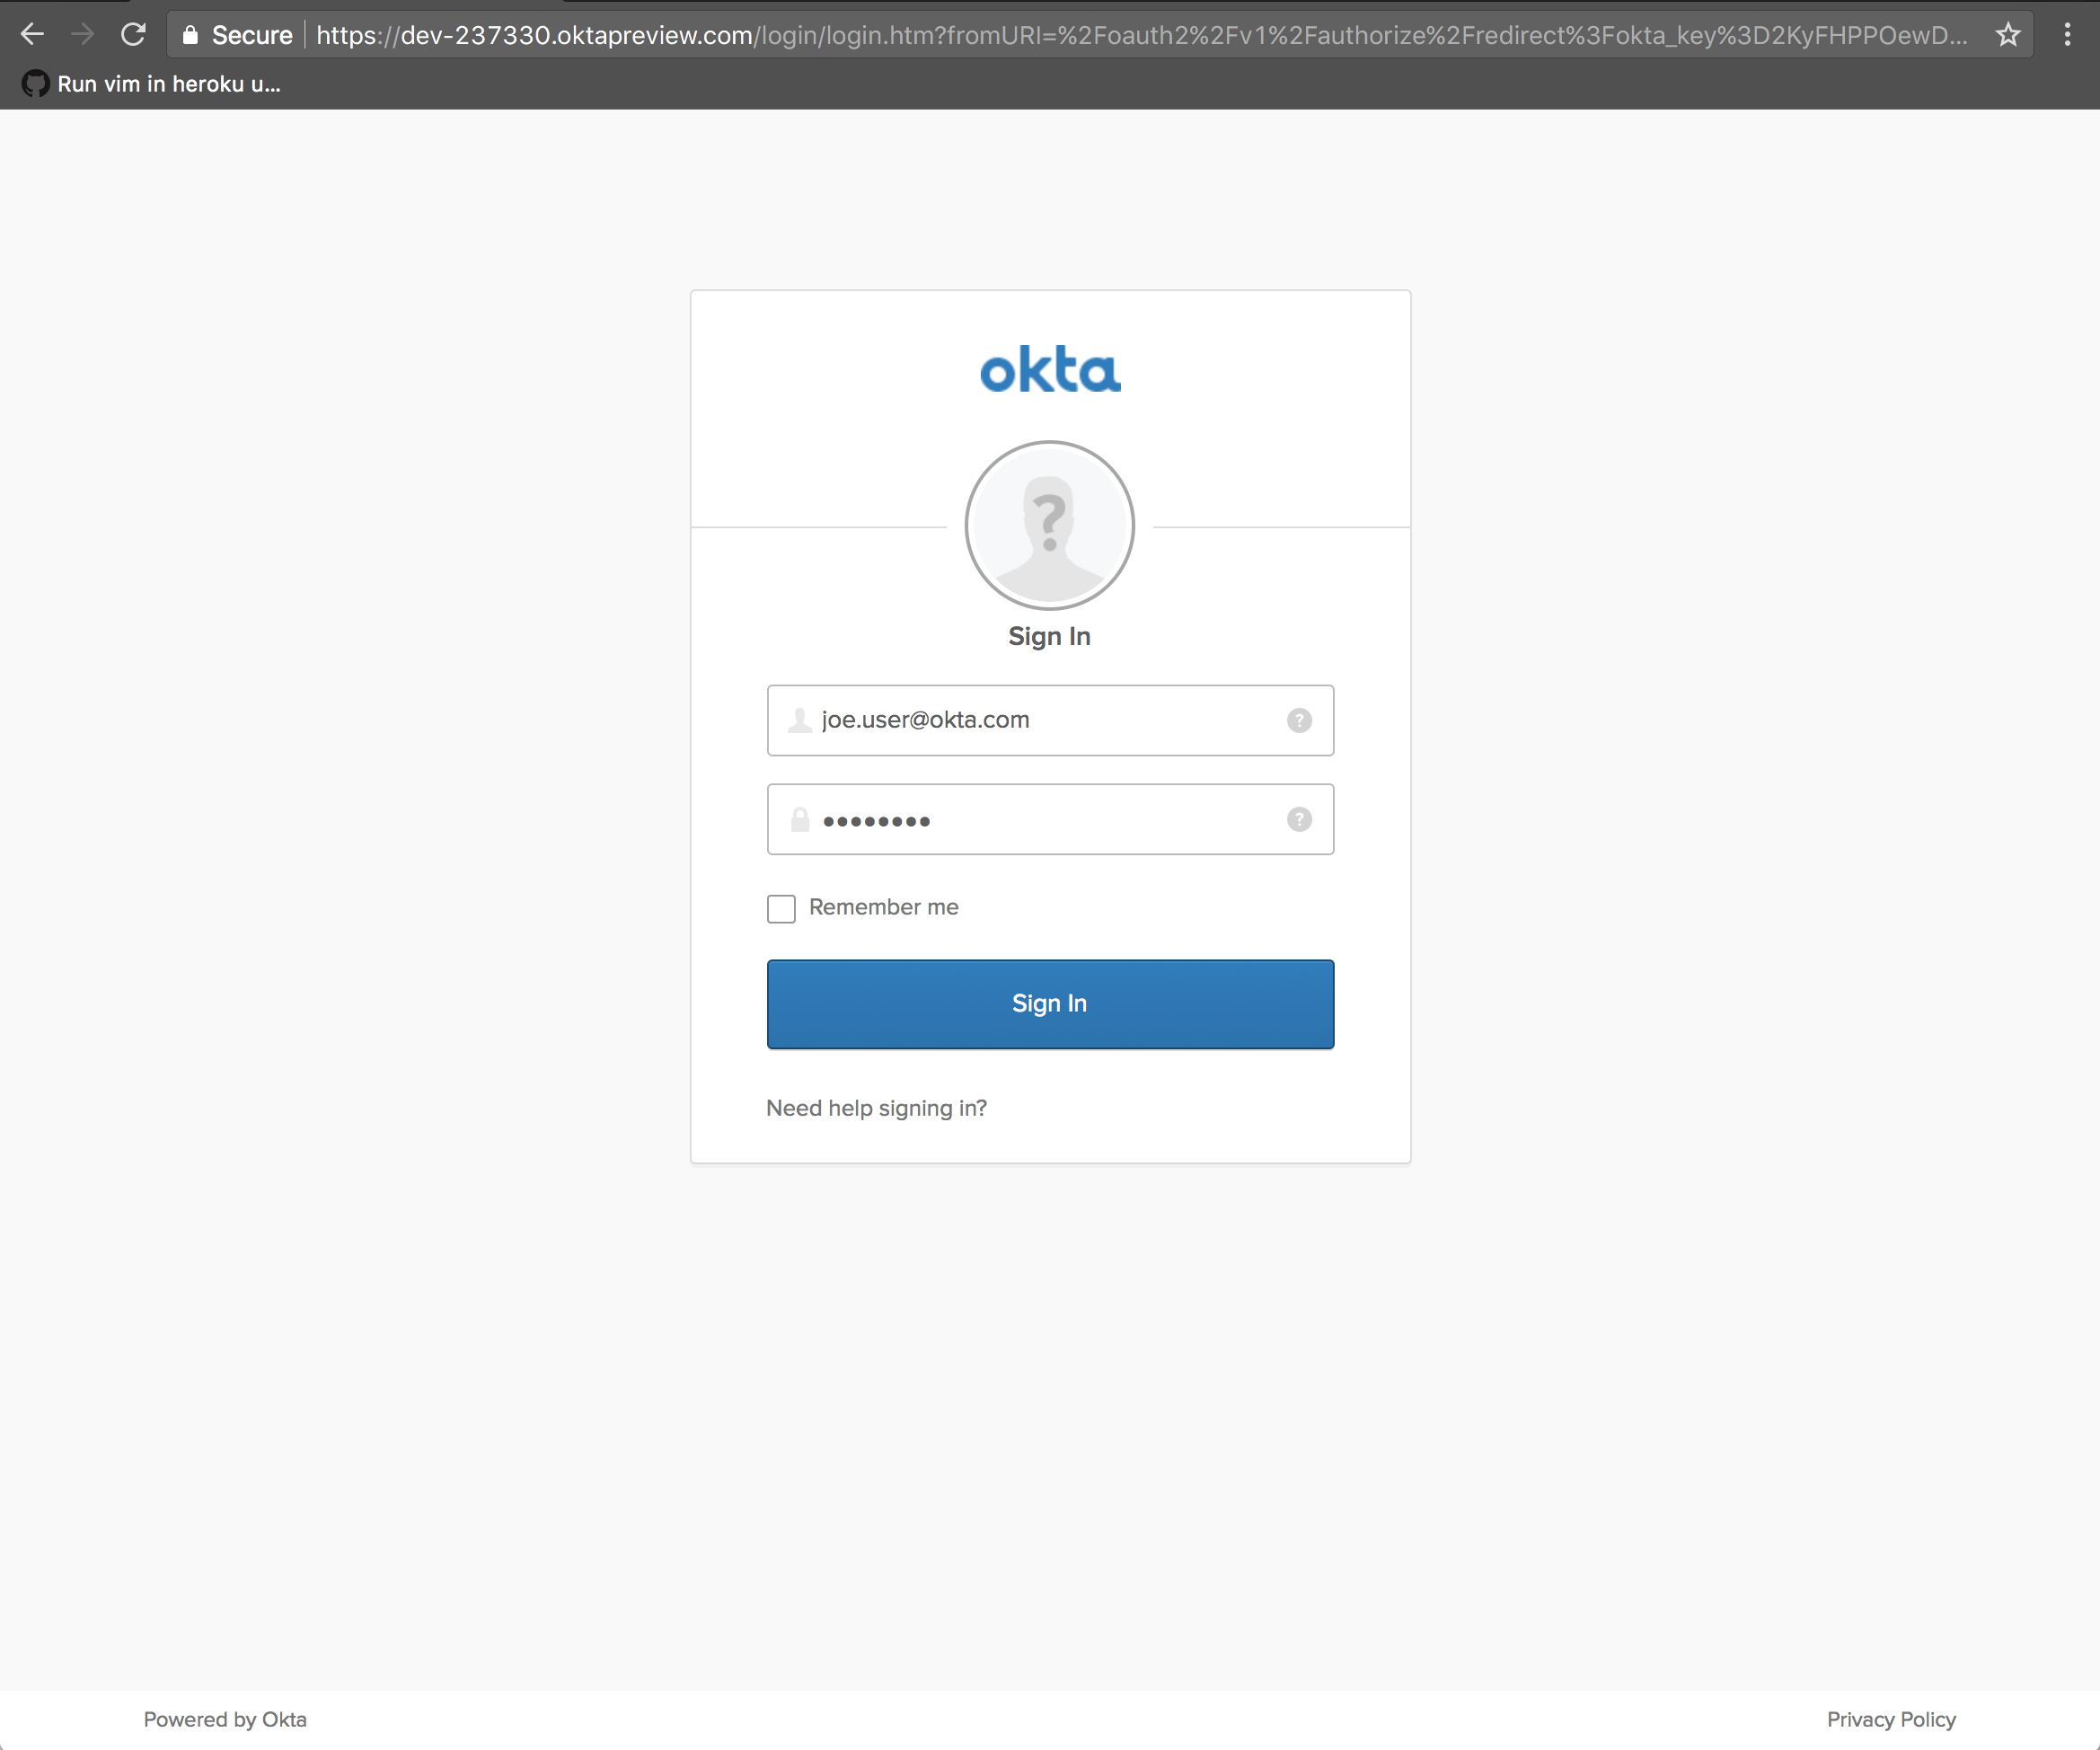 Secure https://dev-237330.oktapreview.com/login/login.htm?fromURI=%2Foauth2%2Fv1%2Fauthorize%2Fredirect%3Fokta_key%3D2KyFHPPOewD...
Run vim in heroku u...
okta
?
Sign In
joe.user@okta.com ?
•••••••• ?
Remember me
Sign In
Need help signing in?
Powered by Okta Privacy Policy